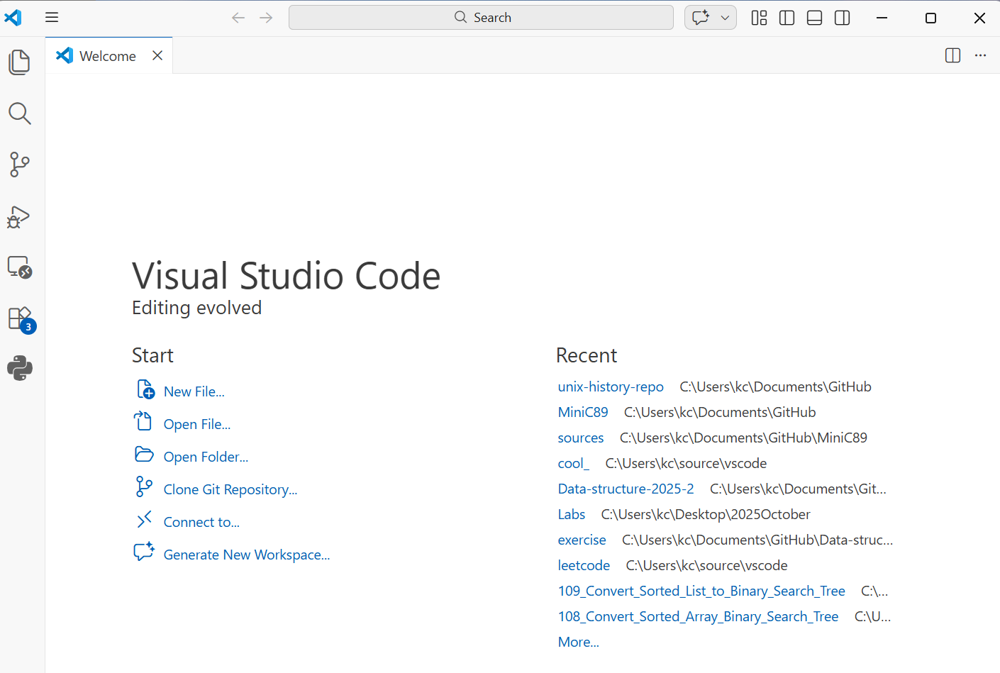 Search
Welcome
3
Visual Studio Code
Editing evolved
Start
New File...
Open File...
Open Folder...
Clone Git Repository...
Connect to...
Generate New Workspace...
Recent
unix-history-repo C:\Users\kc\Documents\GitHub
MiniC89 C:\Users\kc\Documents\GitHub
sources C:\Users\kc\Documents\GitHub\MiniC89
cool_ C:\Users\kc\source\vscode
Data-structure-2025-2 C:\Users\kc\Documents\Git...
Labs C:\Users\kc\Desktop\2025October
exercise C:\Users\kc\Documents\GitHub\Data-struc...
leetcode C:\Users\kc\source\vscode
109_Convert_Sorted_List_to_Binary_Search_Tree C:\...
108_Convert_Sorted_Array_Binary_Search_Tree C:\U...
More...